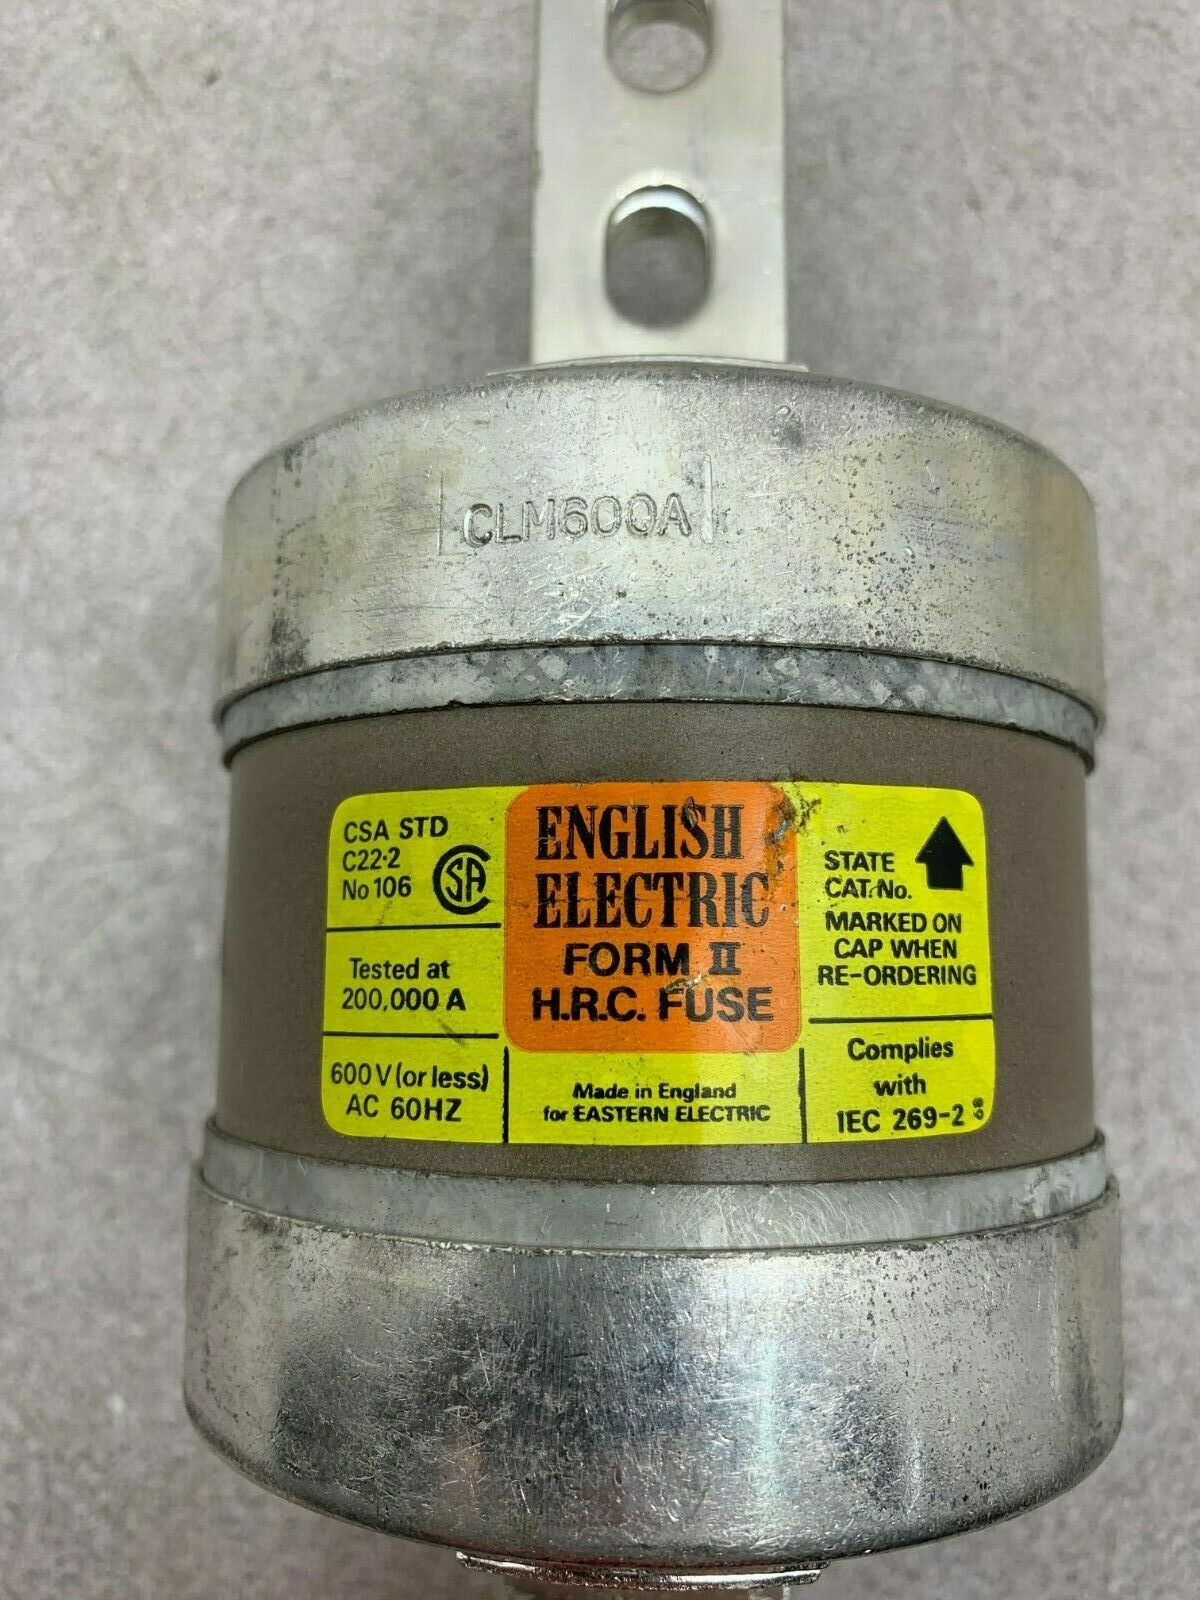 CLM600A
CSA STD
C22·2
No 106
SA
Tested at
200,000 A
600 V (or less)
AC 60HZ
ENGLISH
ELECTRIC
FORM II
H.R.C. FUSE
Made in England
for EASTERN ELECTRIC
STATE
CAT. No.
MARKED ON
CAP WHEN
RE-ORDERING
Complies
with
IEC 269-2